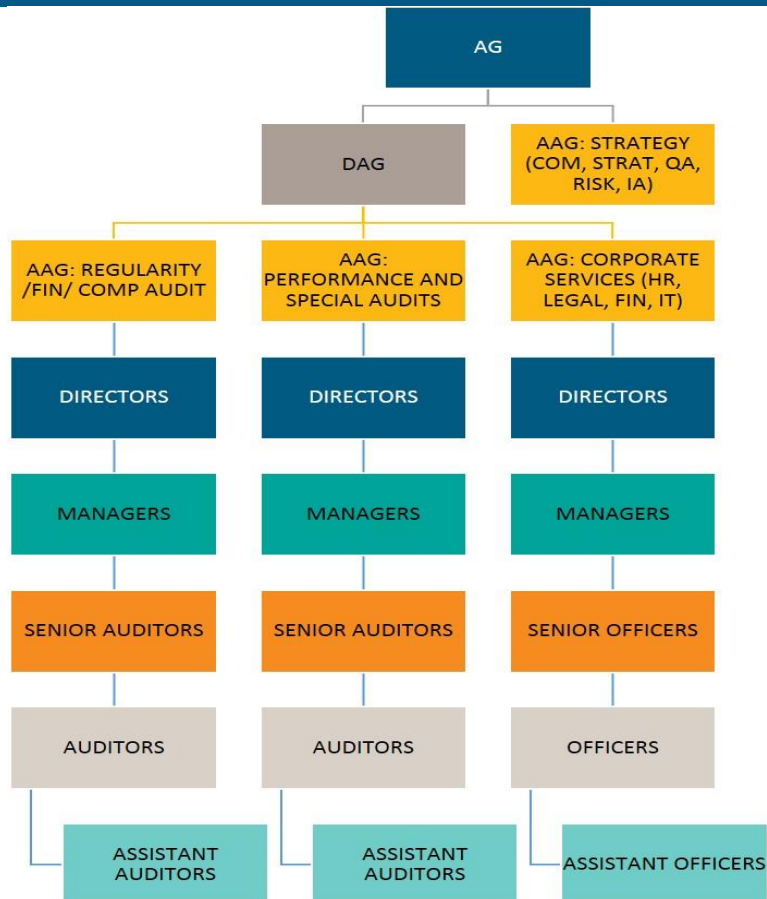 AG
DAG
AAG: STRATEGY
(COM, STRAT, QA,
RISK, IA)
AAG: REGULARITY
/FIN/ COMP AUDIT
AAG:
PERFORMANCE AND
SPECIAL AUDITS
AAG: CORPORATE
SERVICES (HR,
LEGAL, FIN, IT)
DIRECTORS
DIRECTORS
DIRECTORS
MANAGERS
MANAGERS
MANAGERS
SENIOR AUDITORS
SENIOR AUDITORS
SENIOR OFFICERS
AUDITORS
AUDITORS
OFFICERS
ASSISTANT
AUDITORS
ASSISTANT
AUDITORS
ASSISTANT OFFICERS